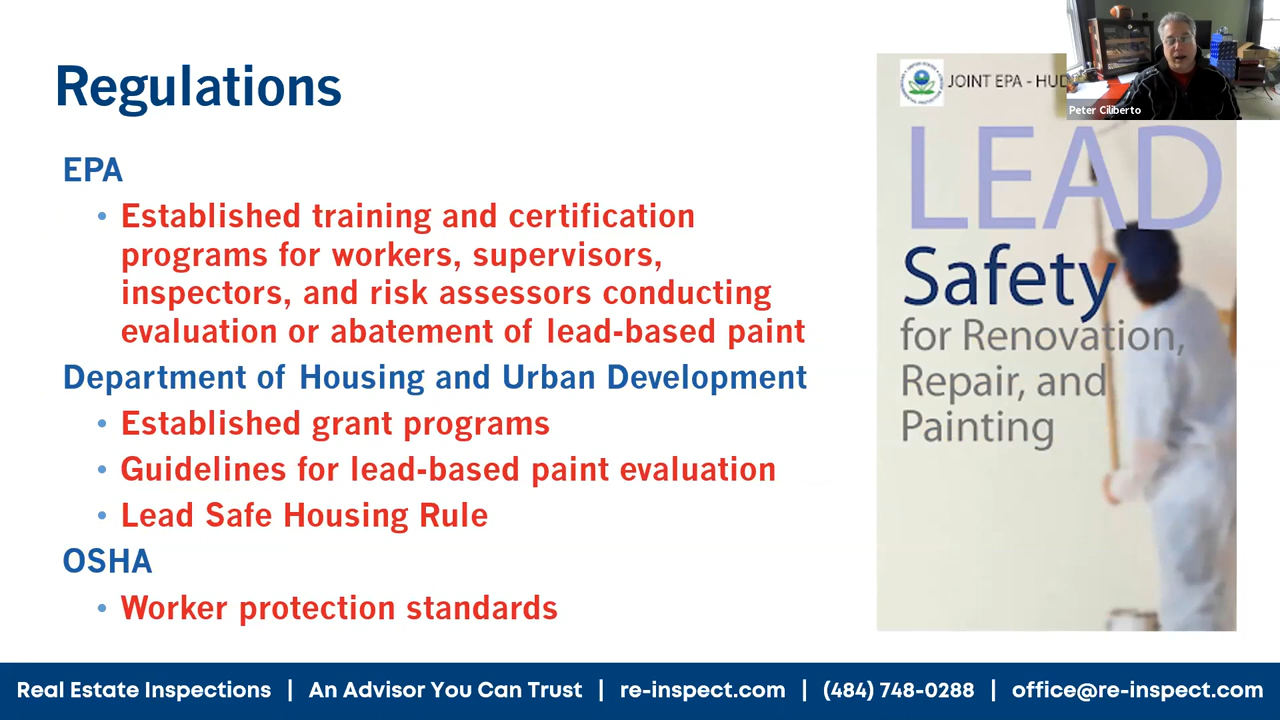 Regulations
EPA
• Established training and certification
programs for workers, supervisors,
inspectors, and risk assessors conducting
evaluation or abatement of lead-based paint
Department of Housing and Urban Development
• Established grant programs
• Guidelines for lead-based paint evaluation
• Lead Safe Housing Rule
OSHA
• Worker protection standards
JOINT EPA - HUD
LEAD
Safety
for Renovation,
Repair, and
Painting
Peter Ciliberto
Real Estate Inspections | An Advisor You Can Trust | re-inspect.com | (484) 748-0288 | office@re-inspect.com